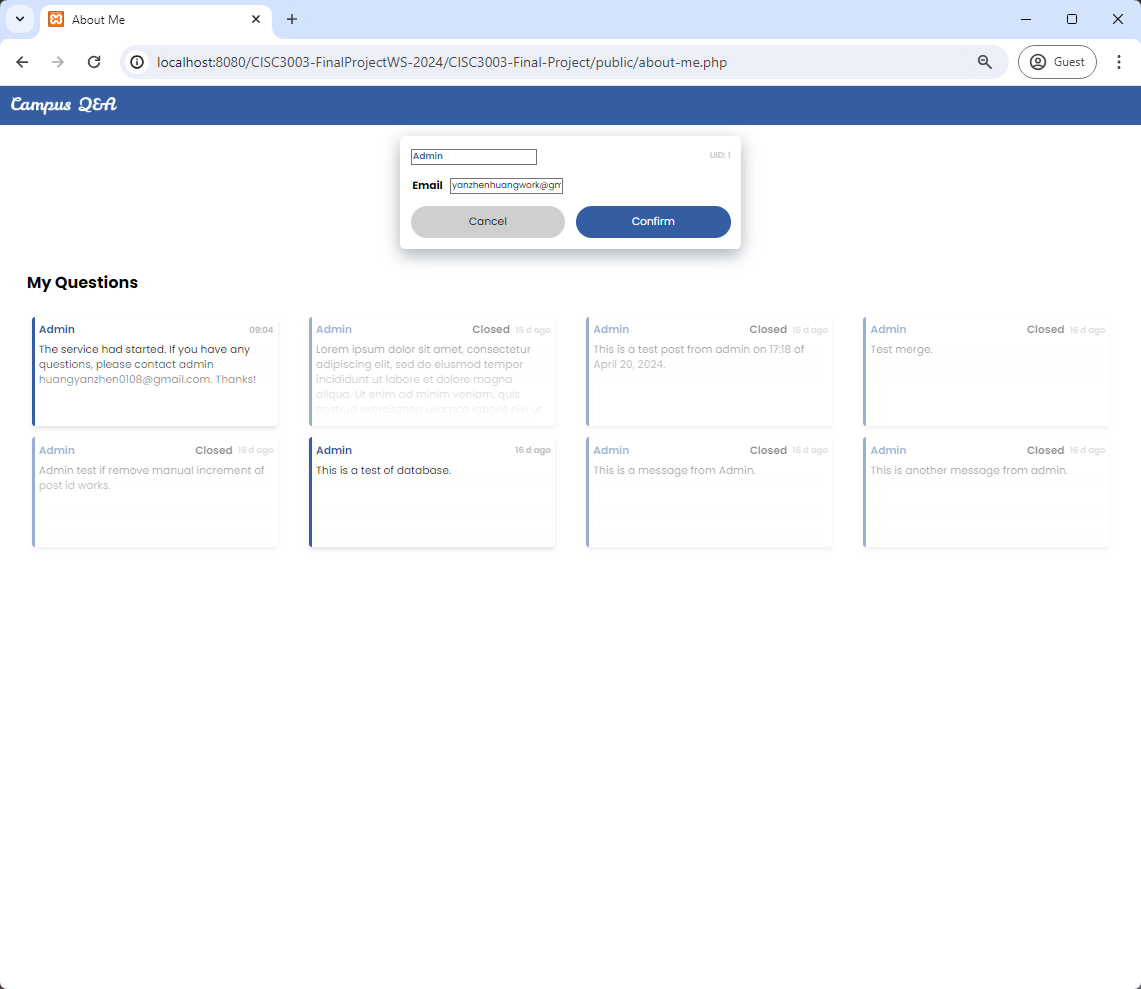 About Me
localhost:8080/CISC3003-FinalProjectWS-2024/CISC3003-Final-Project/public/about-me.php
Guest
Campus Q&A
Admin
UID: 1
Email yanzhenhuangwork@gm
Cancel Confirm
My Questions
Admin 09:04
The service had started. If you have any
questions, please contact admin
huangyanzhen0108@gmail.com. Thanks!
Admin Closed 15 d ago
Lorem ipsum dolor sit amet, consectetur
adipiscing elit, sed do eiusmod tempor
incididunt ut labore et dolore magna
aliqua. Ut enim ad minim veniam, quis
nostrud exercitation ullamco laboris nisi ut
Admin Closed 15 d ago
This is a test post from admin on 17:18 of
April 20, 2024.
Admin Closed 16 d ago
Test merge.
Admin Closed 16 d ago
Admin test if remove manual increment of
post id works.
Admin 16 d ago
This is a test of database.
Admin Closed 16 d ago
This is a message from Admin.
Admin Closed 16 d ago
This is another message from admin.